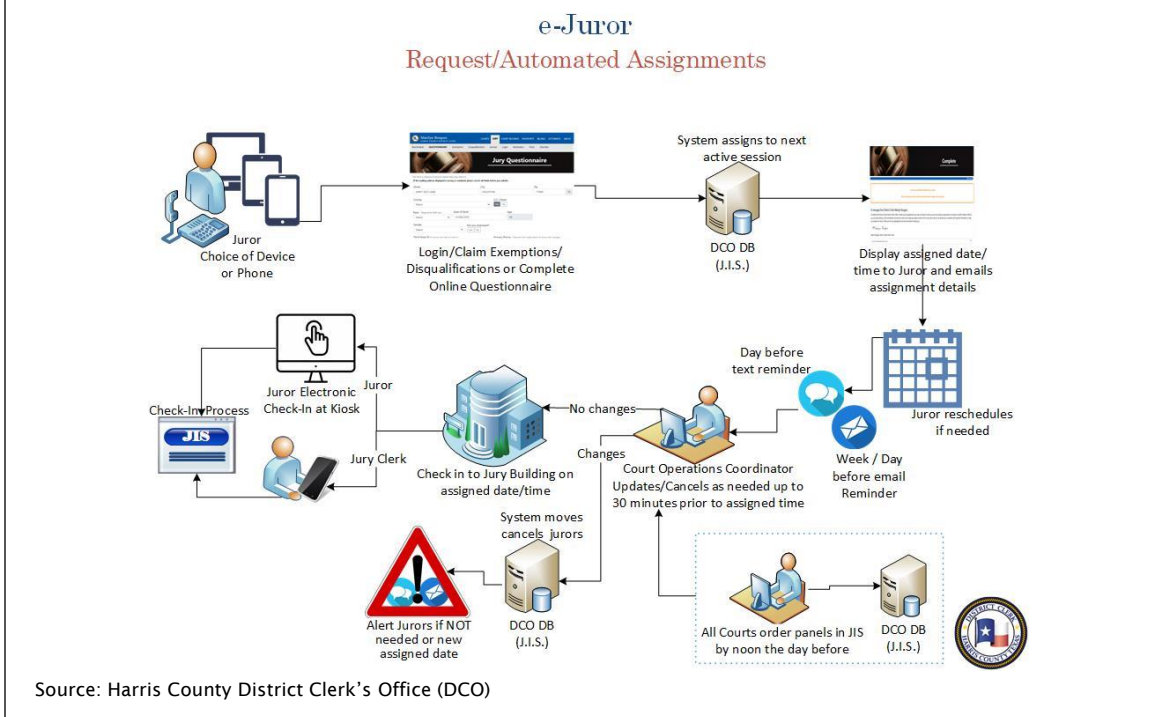 e-Juror
Request/Automated Assignments
Juror
Choice of Device
or Phone
Jury Questionnaire
Login/Claim Exemptions/
Disqualifications or Complete
Online Questionnaire
System assigns to next
active session
DCO DB
(J.I.S.)
Complete
Display assigned date/
time to Juror and emails
assignment details
Juror reschedules
if needed
Day before
text reminder
Week / Day
before email
Reminder
Court Operations Coordinator
Updates/Cancels as needed up to
30 minutes prior to assigned time
No changes
Changes
Check in to Jury Building on
assigned date/time
Juror
Jury Clerk
Juror Electronic
Check-In at Kiosk
Check-In Process
JIS
System moves
cancels jurors
DCO DB
(J.I.S.)
Alert Jurors if NOT
needed or new
assigned date
All Courts order panels in JIS
by noon the day before
DCO DB
(J.I.S.)
DISTRICT CLERK
HARRIS COUNTY TEXAS
Source: Harris County District Clerk’s Office (DCO)